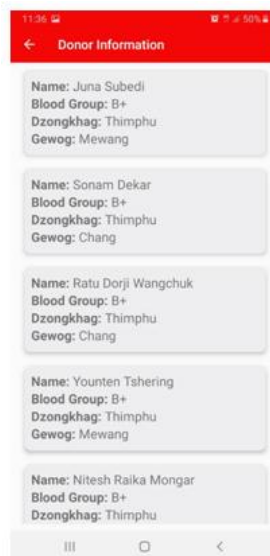 11:36
50%
Donor Information
Name: Juna Subedi
Blood Group: B+
Dzongkhag: Thimphu
Gewog: Mewang
Name: Sonam Dekar
Blood Group: B+
Dzongkhag: Thimphu
Gewog: Chang
Name: Ratu Dorji Wangchuk
Blood Group: B+
Dzongkhag: Thimphu
Gewog: Chang
Name: Younten Tshering
Blood Group: B+
Dzongkhag: Thimphu
Gewog: Mewang
Name: Nitesh Raika Mongar
Blood Group: B+
Dzongkhag: Thimphu